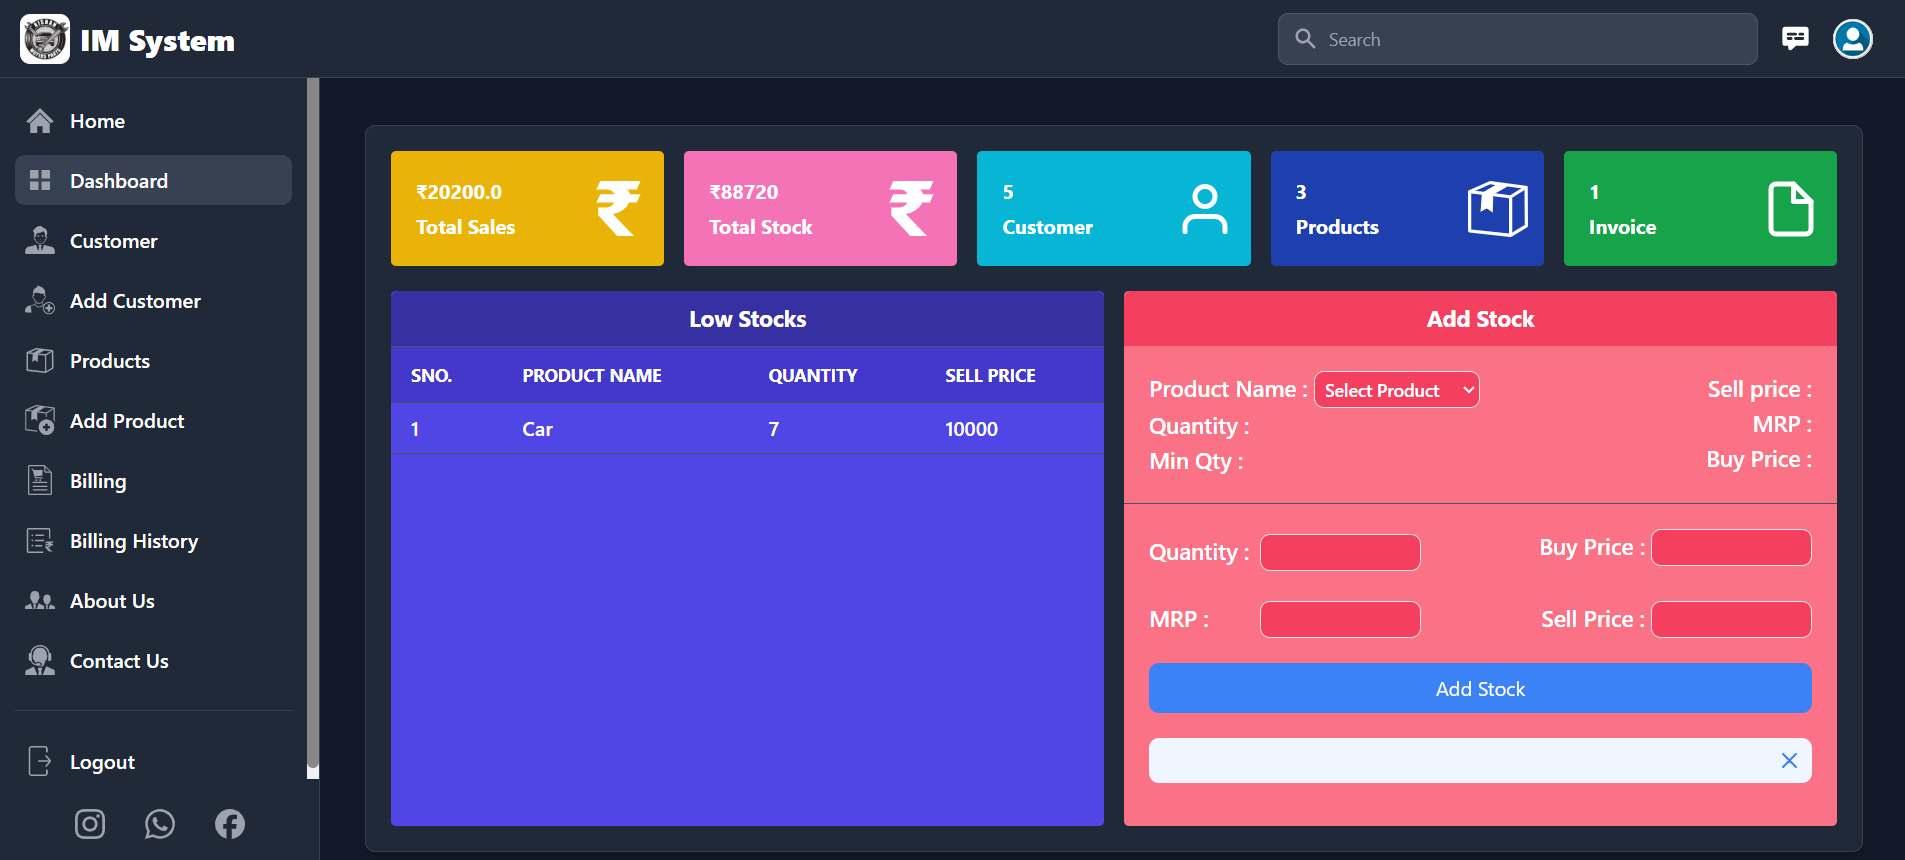 IM System
Search
Home
Dashboard
Customer
Add Customer
Products
Add Product
Billing
Billing History
About Us
Contact Us
Logout
₹20200.0
Total Sales
₹88720
Total Stock
5
Customer
3
Products
1
Invoice
Low Stocks
SNO. PRODUCT NAME QUANTITY SELL PRICE
1 Car 7 10000
Add Stock
Product Name : Select Product Sell price :
Quantity : MRP :
Min Qty : Buy Price :
Quantity : Buy Price :
MRP : Sell Price :
Add Stock